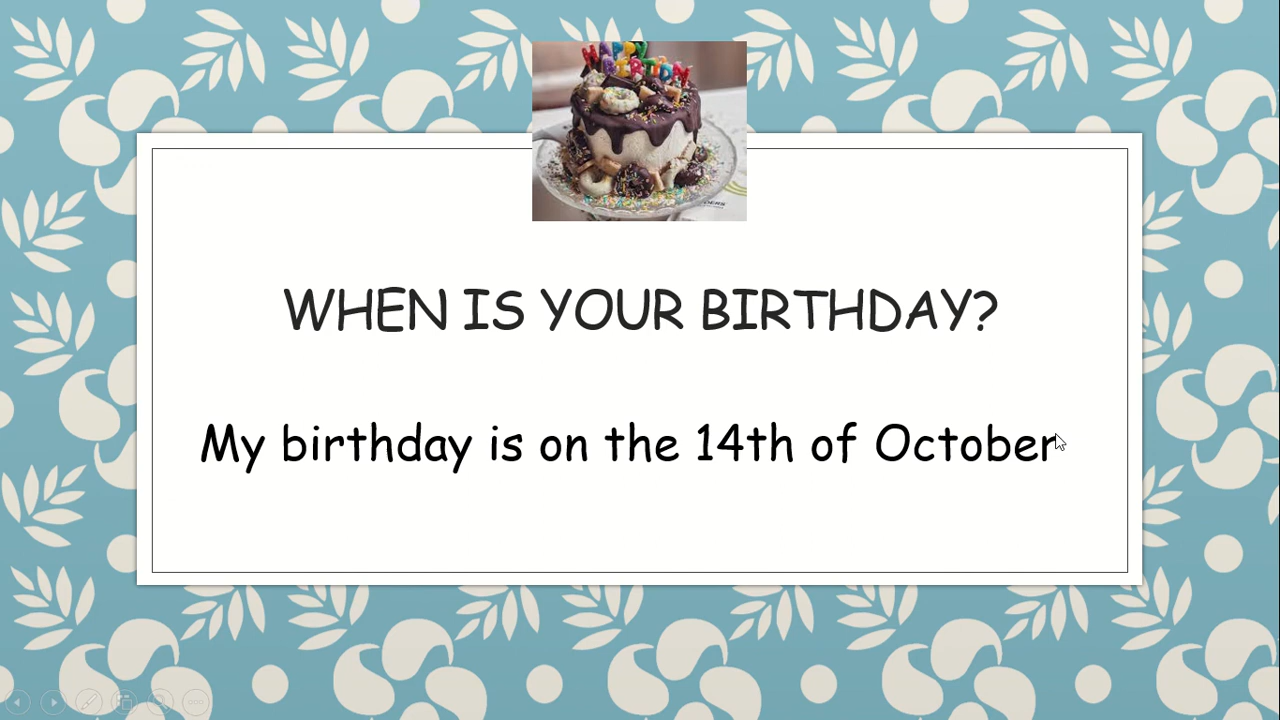 HAPPY
BIRTHDAY
WHEN IS YOUR BIRTHDAY?
My birthday is on the 14th of October